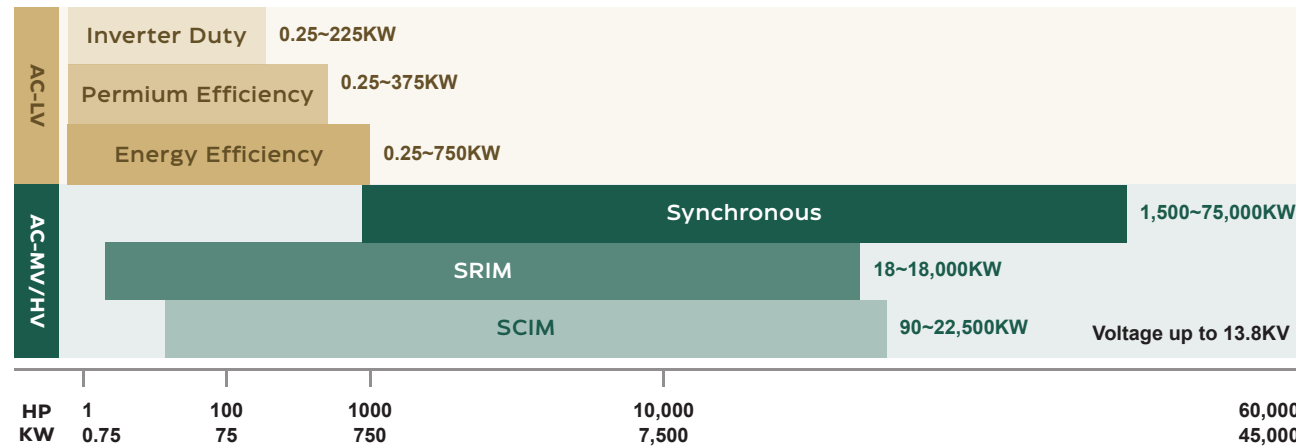 AC-LV
Inverter Duty 0.25~225KW
Permium Efficiency 0.25~375KW
Energy Efficiency 0.25~750KW
AC-MV/HV
Synchronous 1,500~75,000KW
SRIM 18~18,000KW
SCIM 90~22,500KW
Voltage up to 13.8KV
HP 1 100 1000 10,000 60,000
KW 0.75 75 750 7,500 45,000